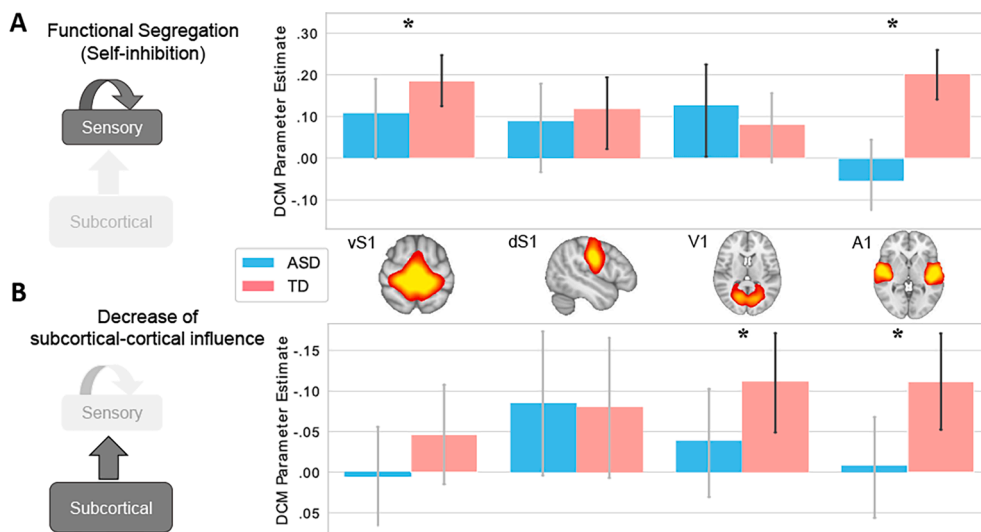 A
Functional Segregation
(Self-inhibition)
Sensory
Subcortical
DCM Parameter Estimate
.30
.20
.10
.00
-.10
*
*
vS1
dS1
V1
A1
ASD
TD
B
Decrease of
subcortical-cortical influence
Sensory
Subcortical
DCM Parameter Estimate
-.15
-.10
-.05
.00
.05
*
*